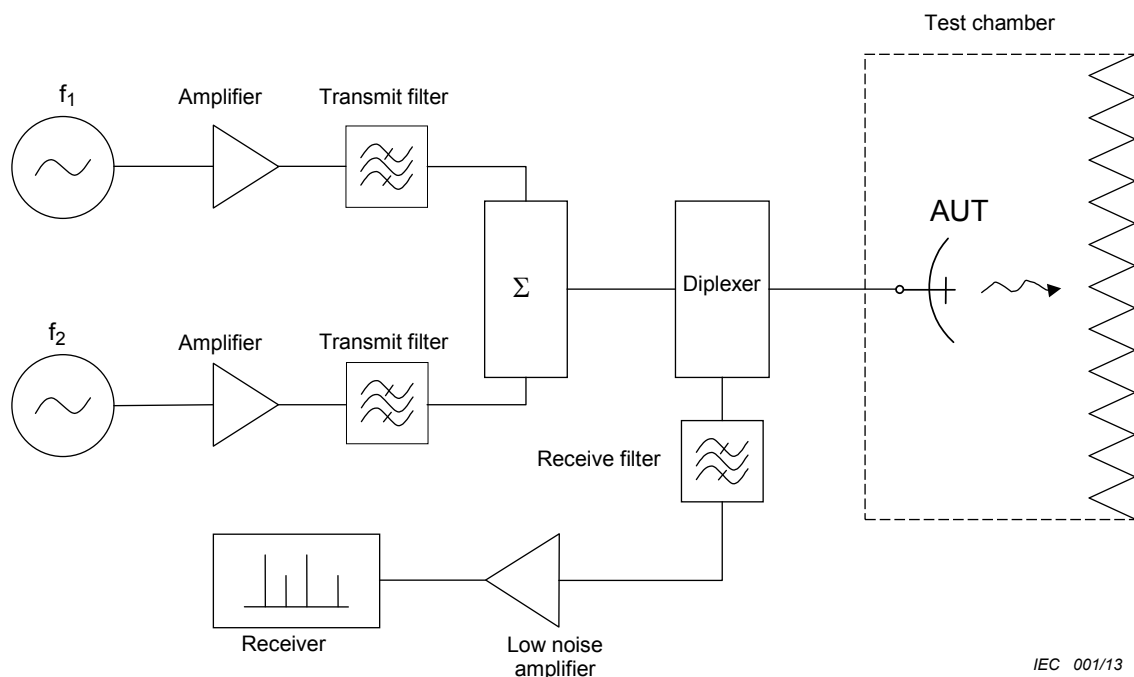 Test chamber
f1
Amplifier
Transmit filter
AUT
Σ
Diplexer
f2
Amplifier
Transmit filter
Receive filter
Receiver
Low noise
amplifier
IEC 001/13